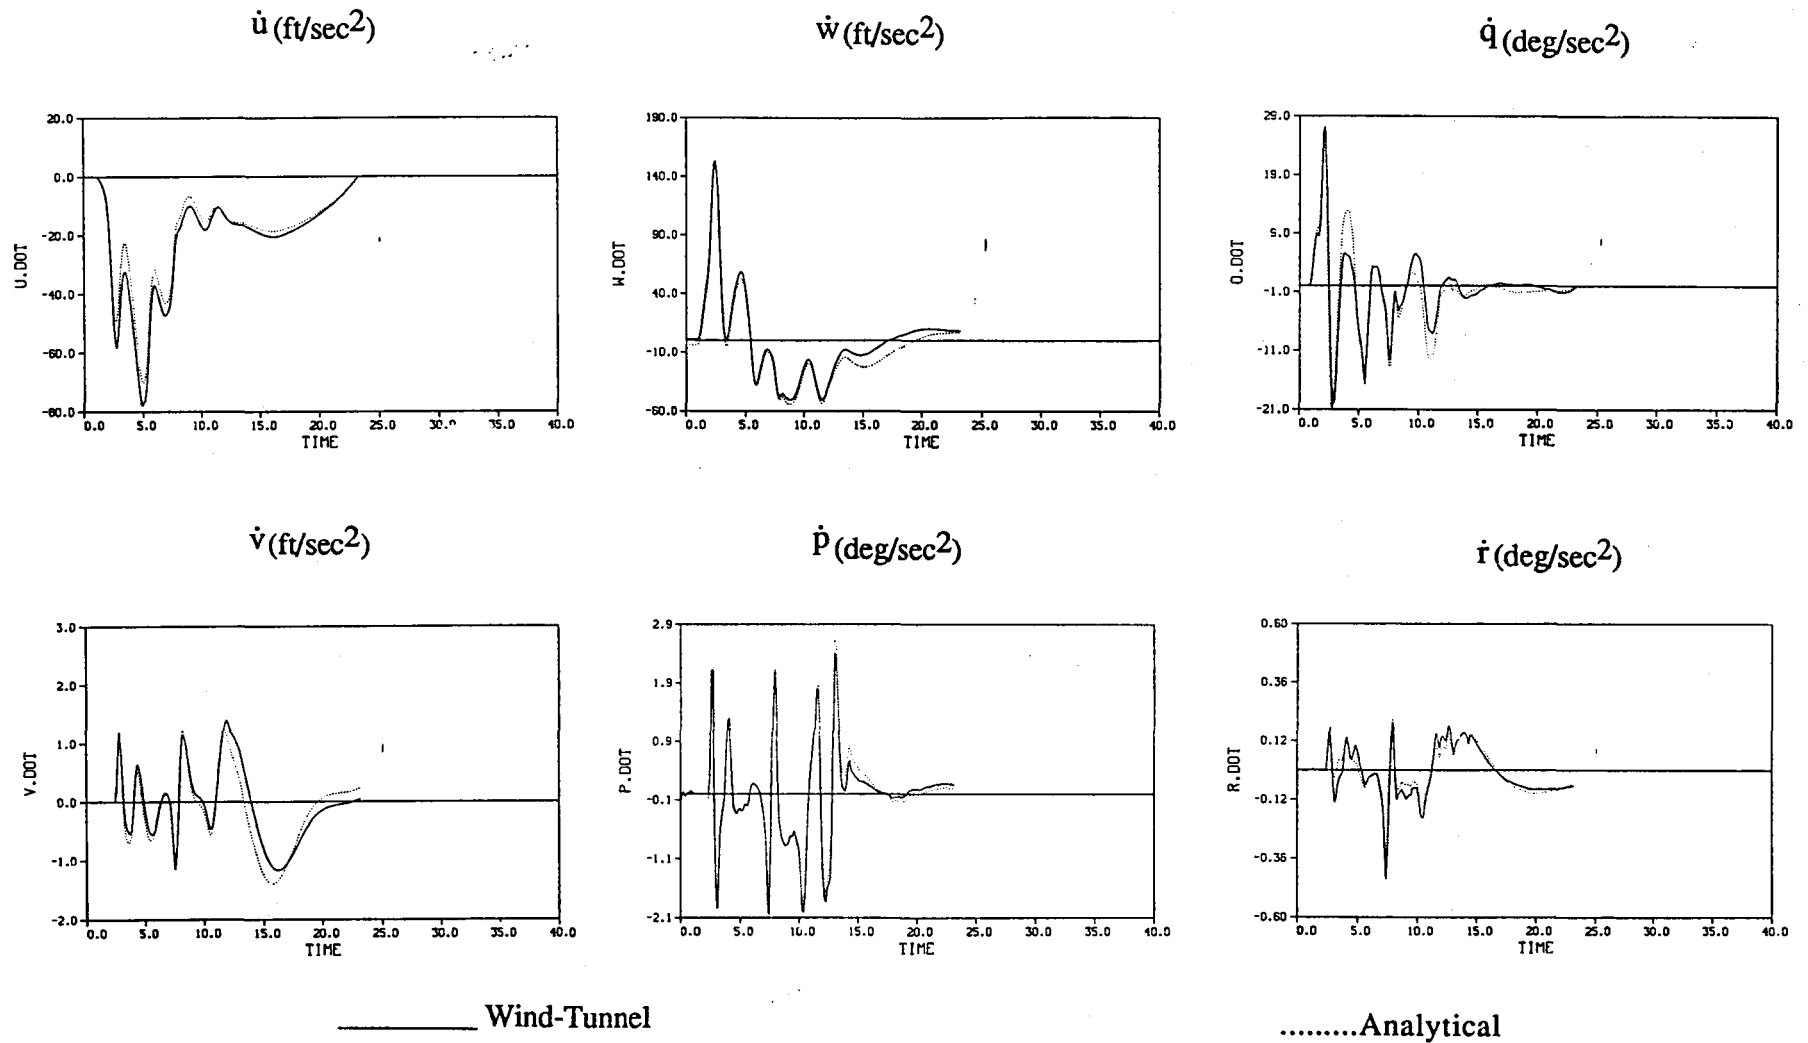 u̇ (ft/sec2)
ẇ (ft/sec2)
q̇ (deg/sec2)
20.0
0.0
-20.0
-40.0
-60.0
-80.0
U.DOT
0.0 5.0 10.0 15.0 20.0 25.0 30.0 35.0 40.0
TIME
190.0
140.0
90.0
40.0
-10.0
-60.0
W.DOT
0.0 5.0 10.0 15.0 20.0 25.0 30.0 35.0 40.0
TIME
29.0
19.0
9.0
-1.0
-11.0
-21.0
Q.DOT
0.0 5.0 10.0 15.0 20.0 25.0 30.0 35.0 40.0
TIME
v̇ (ft/sec2)
ṗ (deg/sec2)
ṙ (deg/sec2)
3.0
2.0
1.0
0.0
-1.0
-2.0
V.DOT
0.0 5.0 10.0 15.0 20.0 25.0 30.0 35.0 40.0
TIME
2.9
1.9
0.9
-0.1
-1.1
-2.1
P.DOT
0.0 5.0 10.0 15.0 20.0 25.0 30.0 35.0 40.0
TIME
0.60
0.36
0.12
-0.12
-0.36
-0.60
R.DOT
0.0 5.0 10.0 15.0 20.0 25.0 30.0 35.0 40.0
TIME
Wind-Tunnel
.........Analytical